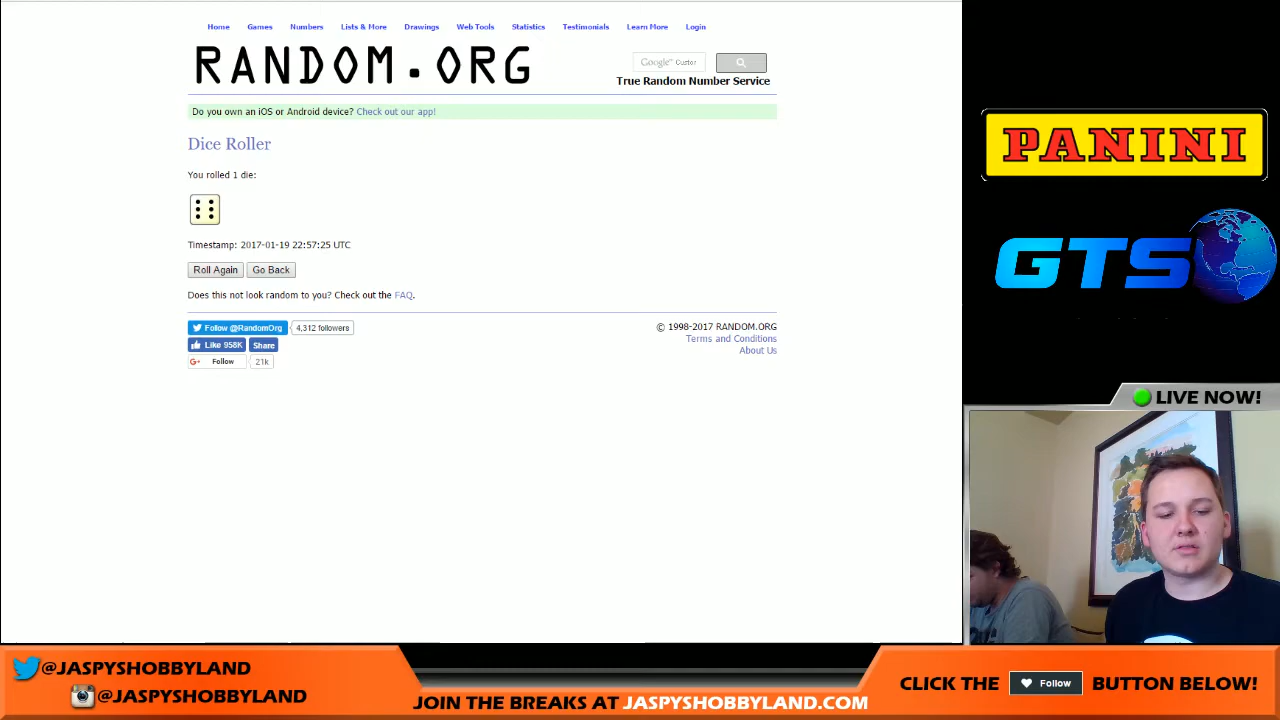 Home Games Numbers Lists & More Drawings Web Tools Statistics Testimonials Learn More Login
RANDOM.ORG
Google™ Custor
True Random Number Service
Do you own an iOS or Android device? Check out our app!
Dice Roller
You rolled 1 die:
Timestamp: 2017-01-19 22:57:25 UTC
Roll Again Go Back
Does this not look random to you? Check out the FAQ.
Follow @RandomOrg 4,312 followers
Like 958K Share
G+ Follow 21k
© 1998-2017 RANDOM.ORG
Terms and Conditions
About Us
PANINI
GTS
LIVE NOW!
@JASPYSHOBBYLAND
@JASPYSHOBBYLAND
JOIN THE BREAKS AT JASPYSHOBBYLAND.COM
CLICK THE Follow BUTTON BELOW!